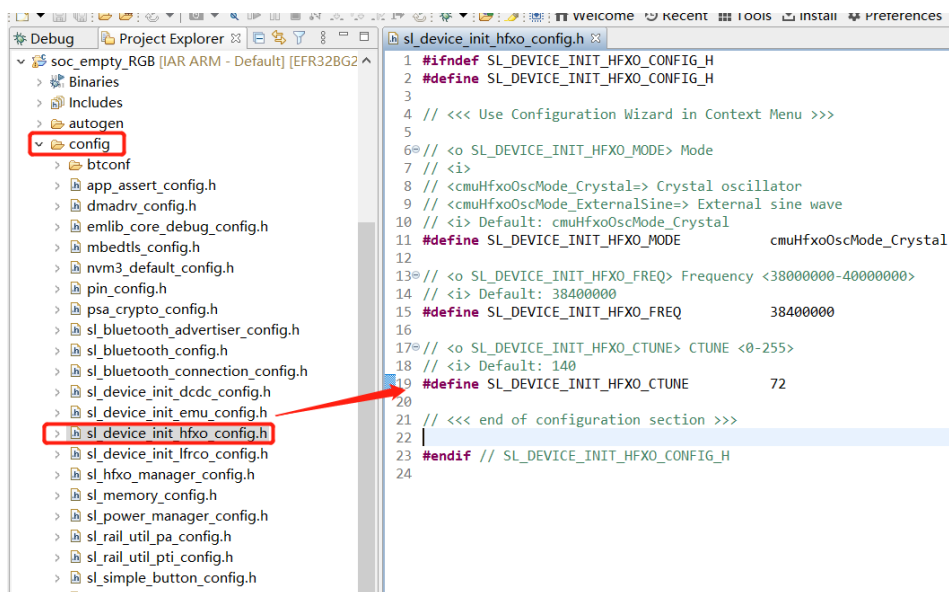 Welcome Recent Tools Install Preferences
Debug Project Explorer
soc_empty_RGB [IAR ARM - Default] [EFR32BG2
Binaries
Includes
autogen
config
btconf
app_assert_config.h
dmadrv_config.h
emlib_core_debug_config.h
mbedtls_config.h
nvm3_default_config.h
pin_config.h
psa_crypto_config.h
sl_bluetooth_advertiser_config.h
sl_bluetooth_config.h
sl_bluetooth_connection_config.h
sl_device_init_dcdc_config.h
sl_device_init_emu_config.h
sl_device_init_hfxo_config.h
sl_device_init_lfrco_config.h
sl_hfxo_manager_config.h
sl_memory_config.h
sl_power_manager_config.h
sl_rail_util_pa_config.h
sl_rail_util_pti_config.h
sl_simple_button_config.h
sl_device_init_hfxo_config.h
1 #ifndef SL_DEVICE_INIT_HFXO_CONFIG_H
2 #define SL_DEVICE_INIT_HFXO_CONFIG_H
3
4 // <<< Use Configuration Wizard in Context Menu >>>
5
6 // <o SL_DEVICE_INIT_HFXO_MODE> Mode
7 // <i>
8 // <cmuHfxoOscMode_Crystal=> Crystal oscillator
9 // <cmuHfxoOscMode_ExternalSine=> External sine wave
10 // <i> Default: cmuHfxoOscMode_Crystal
11 #define SL_DEVICE_INIT_HFXO_MODE cmuHfxoOscMode_Crystal
12
13 // <o SL_DEVICE_INIT_HFXO_FREQ> Frequency <38000000-40000000>
14 // <i> Default: 38400000
15 #define SL_DEVICE_INIT_HFXO_FREQ 38400000
16
17 // <o SL_DEVICE_INIT_HFXO_CTUNE> CTUNE <0-255>
18 // <i> Default: 140
19 #define SL_DEVICE_INIT_HFXO_CTUNE 72
20
21 // <<< end of configuration section >>>
22
23 #endif // SL_DEVICE_INIT_HFXO_CONFIG_H
24